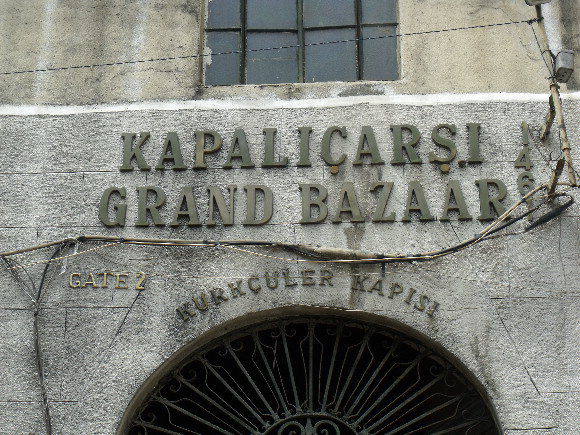 KAPALIÇARŞI
GRAND BAZAAR
146
GATE 2
KÜRKÇÜLER KAPISI